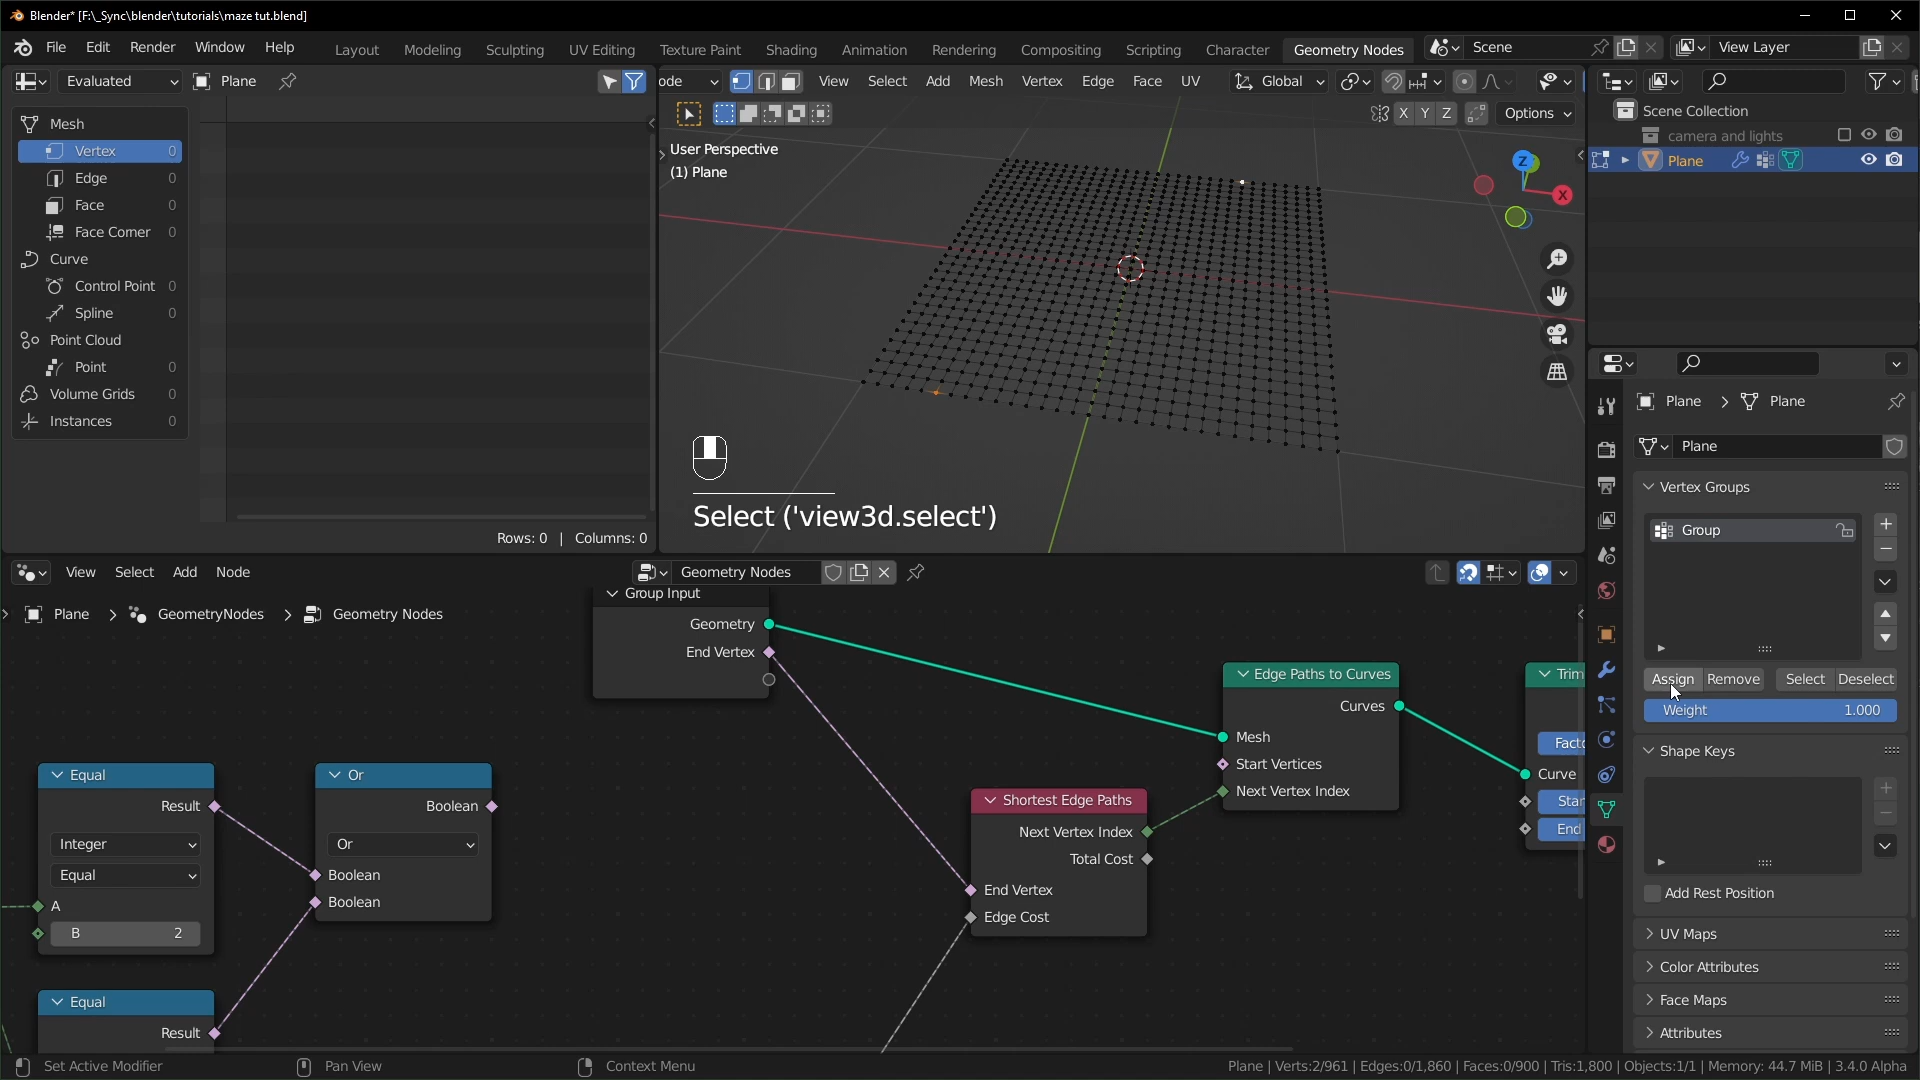 Blender* [F:\_Sync\blender\tutorials\maze tut.blend]
File Edit Render Window Help
Layout Modeling Sculpting UV Editing Texture Paint Shading Animation Rendering Compositing Scripting Character Geometry Nodes
Scene
View Layer
Evaluated
Plane
ode
View Select Add Mesh Vertex Edge Face UV
Global
Mesh
Vertex 0
Edge 0
Face 0
Face Corner 0
Curve
Control Point 0
Spline 0
Point Cloud
Point 0
Volume Grids 0
Instances 0
Rows: 0 | Columns: 0
X Y Z
Options
User Perspective
(1) Plane
Z
X
Select ('view3d.select')
Scene Collection
camera and lights
Plane
Plane > Plane
Plane
Vertex Groups
Group
Assign Remove Select Deselect
Weight 1.000
Shape Keys
Add Rest Position
UV Maps
Color Attributes
Face Maps
Attributes
View Select Add Node
Geometry Nodes
Plane > GeometryNodes > Geometry Nodes
Group Input
Geometry
End Vertex
Equal
Result
Integer
Equal
A
B 2
Equal
Result
Or
Boolean
Or
Boolean
Boolean
Shortest Edge Paths
Next Vertex Index
Total Cost
End Vertex
Edge Cost
Edge Paths to Curves
Curves
Mesh
Start Vertices
Next Vertex Index
Trim
Facto
Curve
Star
End
Set Active Modifier
Pan View
Context Menu
Plane | Verts:2/961 | Edges:0/1,860 | Faces:0/900 | Tris:1,800 | Objects:1/1 | Memory: 44.7 MiB | 3.4.0 Alpha